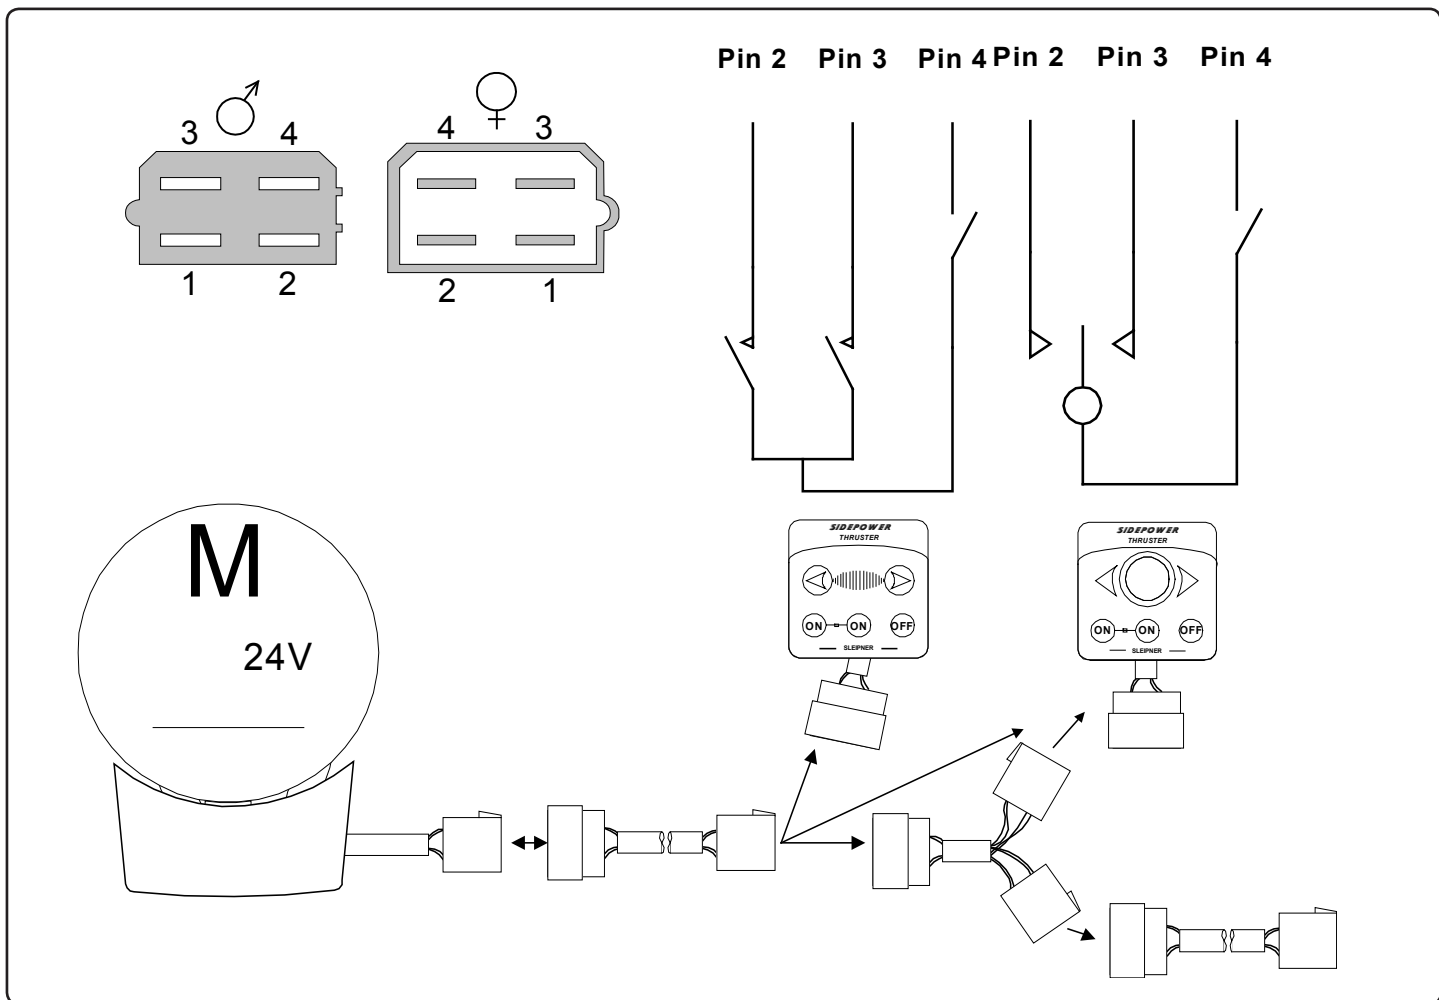 Pin 2 Pin 3 Pin 4 Pin 2 Pin 3 Pin 4
3 4
4 3
1 2
2 1
M
24V
SIDEPOWER
THRUSTER
ON ON OFF
SLEIPNER
SIDEPOWER
THRUSTER
ON ON OFF
SLEIPNER